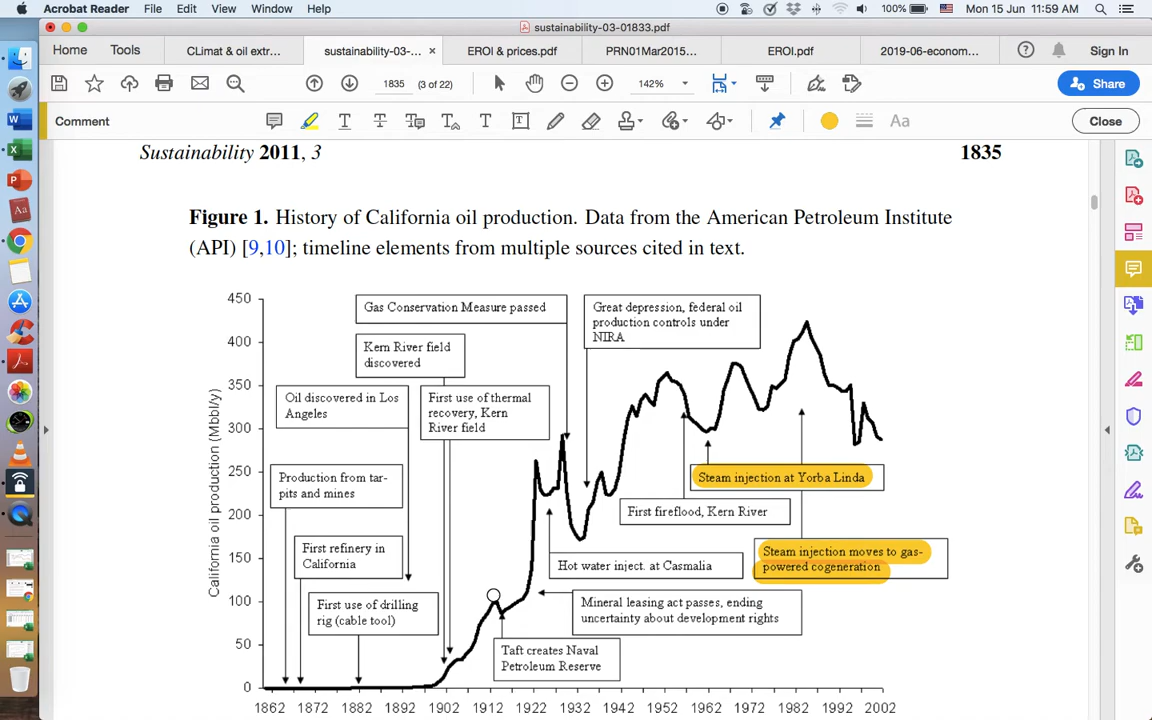 Acrobat Reader File Edit View Window Help 100% Mon 15 Jun 11:59 AM
sustainability-03-01833.pdf
Home Tools CLimat & oil extr... sustainability-03-... × EROI & prices.pdf PRN01Mar2015... EROI.pdf 2019-06-econom... Sign In
1835 (3 of 22) 142% Share
Comment Aa Close
Sustainability 2011, 3 1835
Figure 1. History of California oil production. Data from the American Petroleum Institute
(API) [9,10]; timeline elements from multiple sources cited in text.
California oil production (Mbbl/y)
450
400
350
300
250
200
150
100
50
0
Gas Conservation Measure passed
Great depression, federal oil
production controls under
NIRA
Kern River field
discovered
Oil discovered in Los
Angeles
First use of thermal
recovery, Kern
River field
Production from tar-
pits and mines
Steam injection at Yorba Linda
First fireflood, Kern River
First refinery in
California
Hot water inject. at Casmalia
Steam injection moves to gas-
powered cogeneration
First use of drilling
rig (cable tool)
Mineral leasing act passes, ending
uncertainty about development rights
Taft creates Naval
Petroleum Reserve
1862 1872 1882 1892 1902 1912 1922 1932 1942 1952 1962 1972 1982 1992 2002